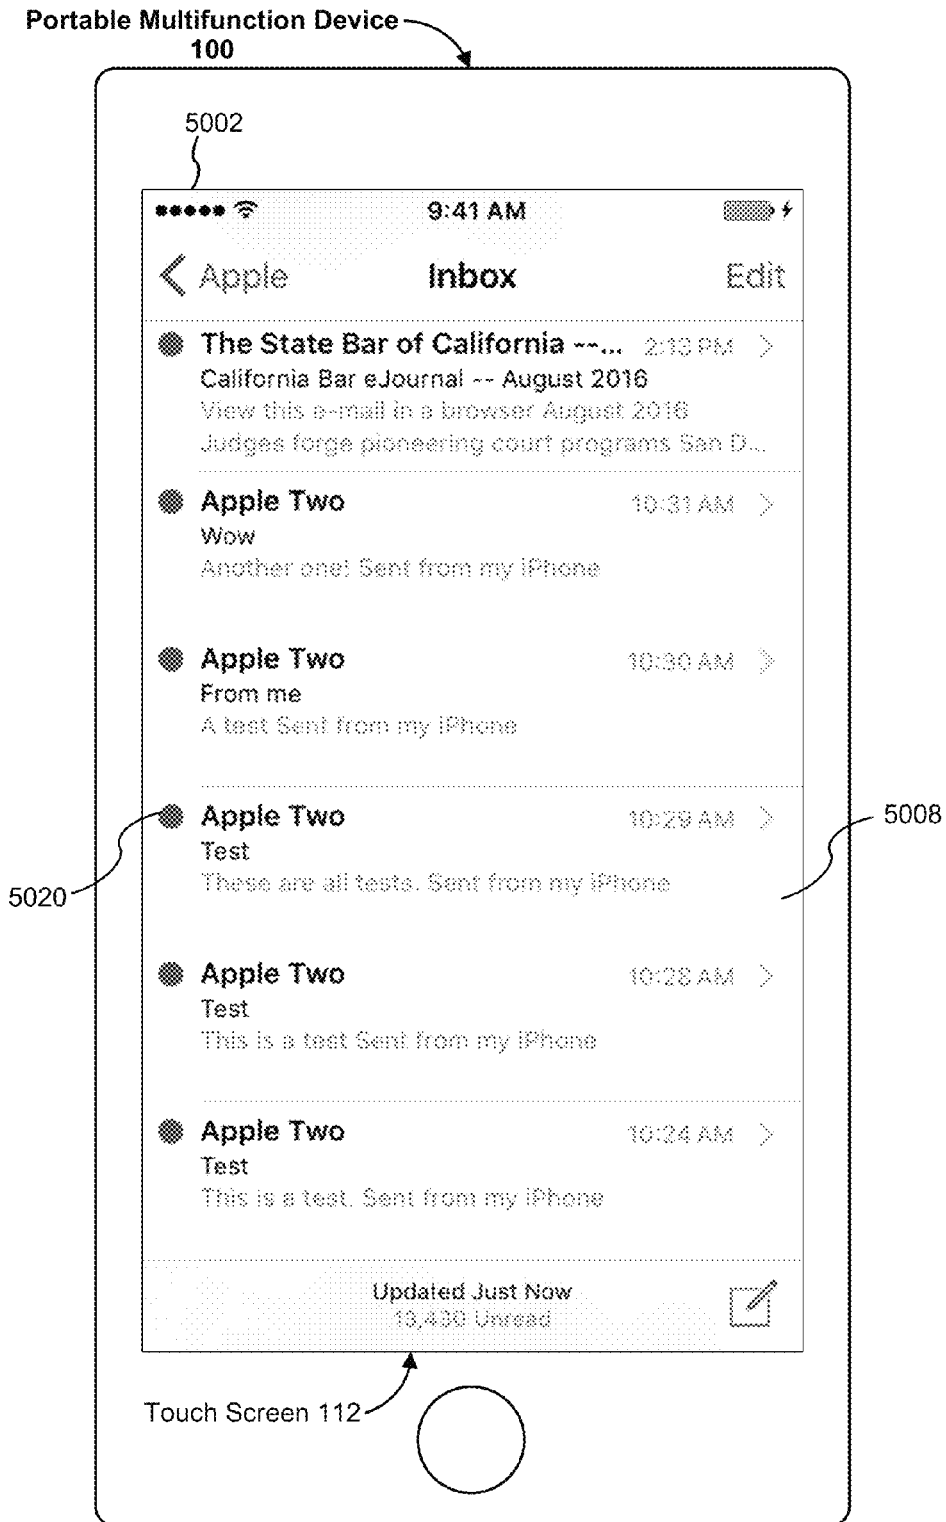 Portable Multifunction Device
100
5002
9:41 AM
Apple Inbox Edit
The State Bar of California --... 2:13 PM
California Bar eJournal -- August 2016
View this e-mail in a browser August 2016
Judges forge pioneering court programs San D...
Apple Two 10:31 AM
Wow
Another one! Sent from my iPhone
Apple Two 10:30 AM
From me
A test Sent from my iPhone
Apple Two 10:29 AM
5008
Test
These are all tests. Sent from my iPhone
5020
Apple Two 10:28 AM
Test
This is a test Sent from my iPhone
Apple Two 10:24 AM
Test
This is a test. Sent from my iPhone
Updated Just Now
13,430 Unread
Touch Screen 112